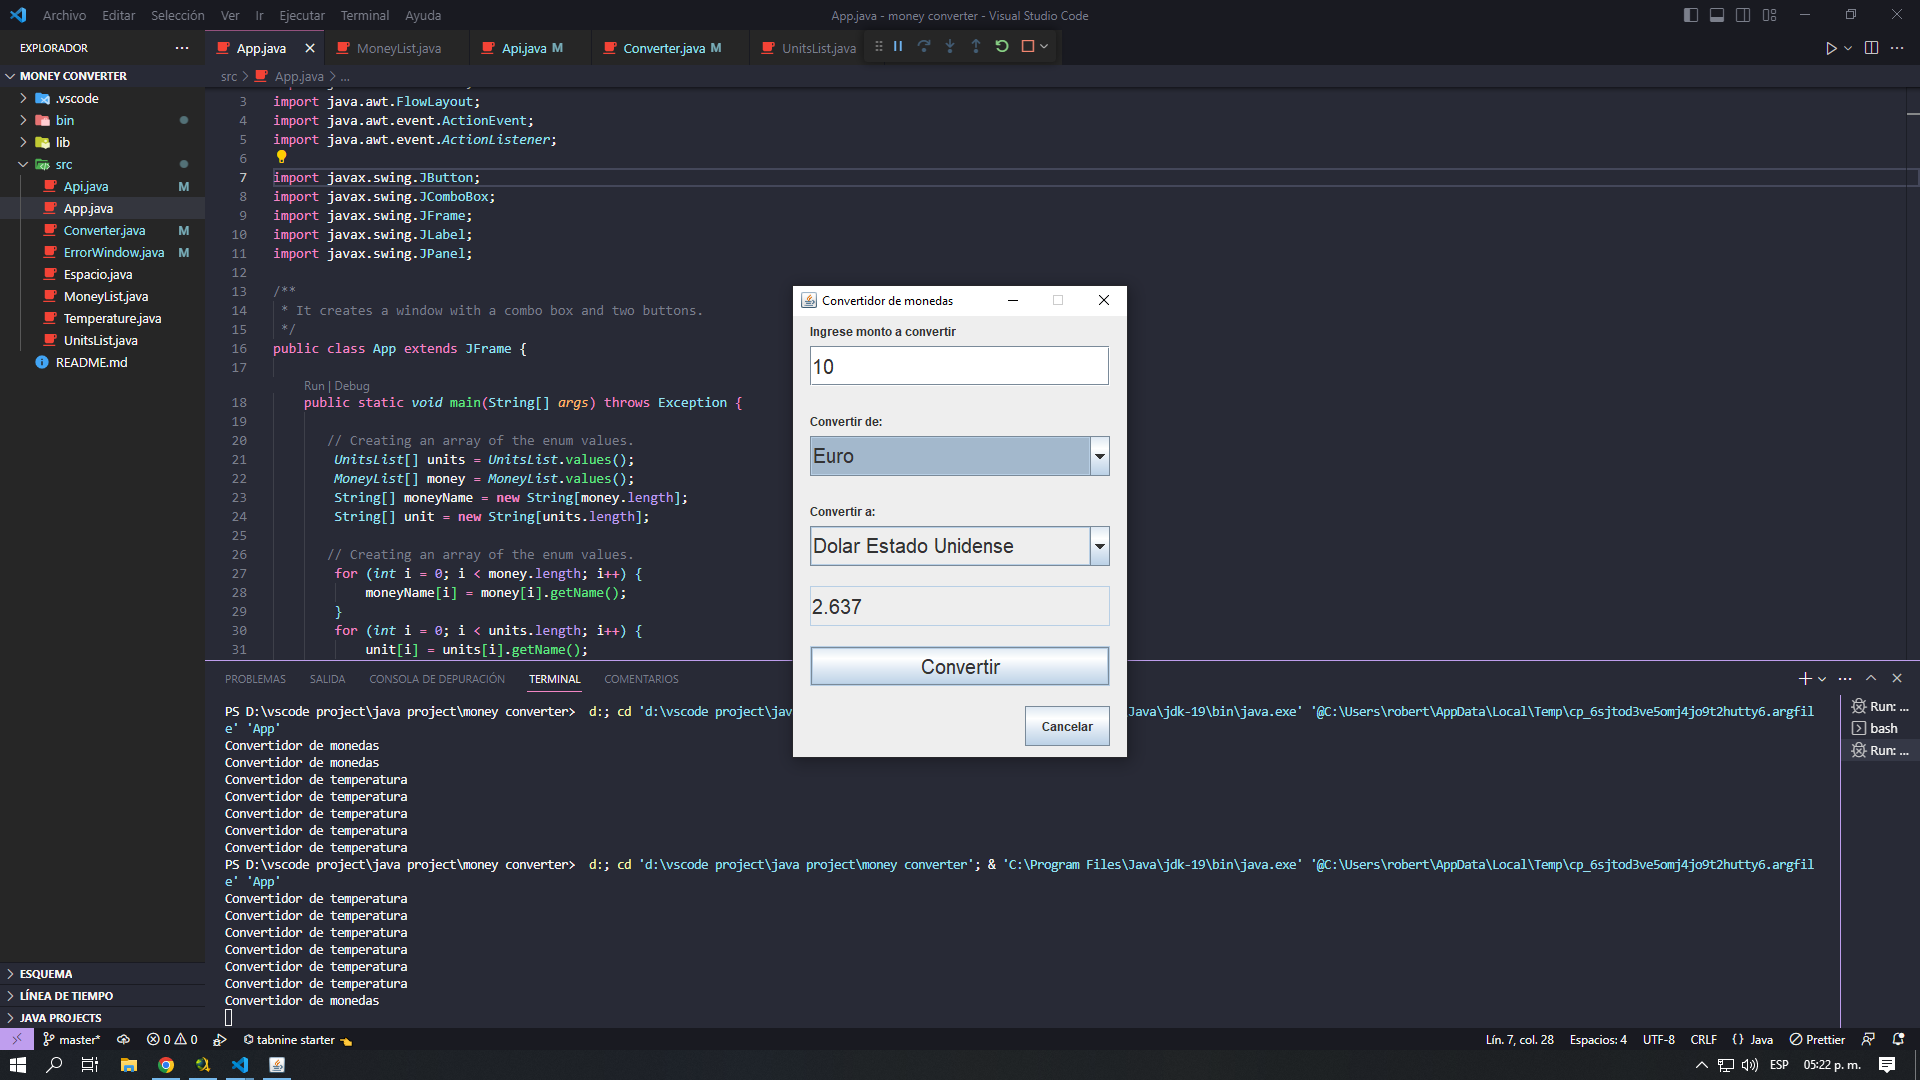 Archivo Editar Selección Ver Ir Ejecutar Terminal Ayuda
App.java - money converter - Visual Studio Code
EXPLORADOR
MONEY CONVERTER
.vscode
bin
lib
src
Api.java M
App.java
Converter.java M
ErrorWindow.java M
Espacio.java
MoneyList.java
Temperature.java
UnitsList.java
README.md
ESQUEMA
LÍNEA DE TIEMPO
JAVA PROJECTS
App.java MoneyList.java Api.java M Converter.java M UnitsList.java
src > App.java > ...
3 import java.awt.FlowLayout;
4 import java.awt.event.ActionEvent;
5 import java.awt.event.ActionListener;
6
7 import javax.swing.JButton;
8 import javax.swing.JComboBox;
9 import javax.swing.JFrame;
10 import javax.swing.JLabel;
11 import javax.swing.JPanel;
12
13 /**
14 * It creates a window with a combo box and two buttons.
15 */
16 public class App extends JFrame {
17
Run | Debug
18 public static void main(String[] args) throws Exception {
19
20 // Creating an array of the enum values.
21 UnitsList[] units = UnitsList.values();
22 MoneyList[] money = MoneyList.values();
23 String[] moneyName = new String[money.length];
24 String[] unit = new String[units.length];
25
26 // Creating an array of the enum values.
27 for (int i = 0; i < money.length; i++) {
28 moneyName[i] = money[i].getName();
29 }
30 for (int i = 0; i < units.length; i++) {
31 unit[i] = units[i].getName();
Convertidor de monedas
Ingrese monto a convertir
10
Convertir de:
Euro
Convertir a:
Dolar Estado Unidense
2.637
Convertir
Cancelar
PROBLEMAS SALIDA CONSOLA DE DEPURACIÓN TERMINAL COMENTARIOS
PS D:\vscode project\java project\money converter> d:; cd 'd:\vscode project\jav Java\jdk-19\bin\java.exe' '@C:\Users\robert\AppData\Local\Temp\cp_6sjtod3ve5omj4jo9t2hutty6.argfil
e' 'App'
Convertidor de monedas
Convertidor de monedas
Convertidor de temperatura
Convertidor de temperatura
Convertidor de temperatura
Convertidor de temperatura
Convertidor de temperatura
PS D:\vscode project\java project\money converter> d:; cd 'd:\vscode project\java project\money converter'; & 'C:\Program Files\Java\jdk-19\bin\java.exe' '@C:\Users\robert\AppData\Local\Temp\cp_6sjtod3ve5omj4jo9t2hutty6.argfil
e' 'App'
Convertidor de temperatura
Convertidor de temperatura
Convertidor de temperatura
Convertidor de temperatura
Convertidor de temperatura
Convertidor de temperatura
Convertidor de monedas
Run: ...
bash
Run: ...
master* 0 0 tabnine starter
Lín. 7, col. 28 Espacios: 4 UTF-8 CRLF {} Java Prettier
ESP 05:22 p. m.